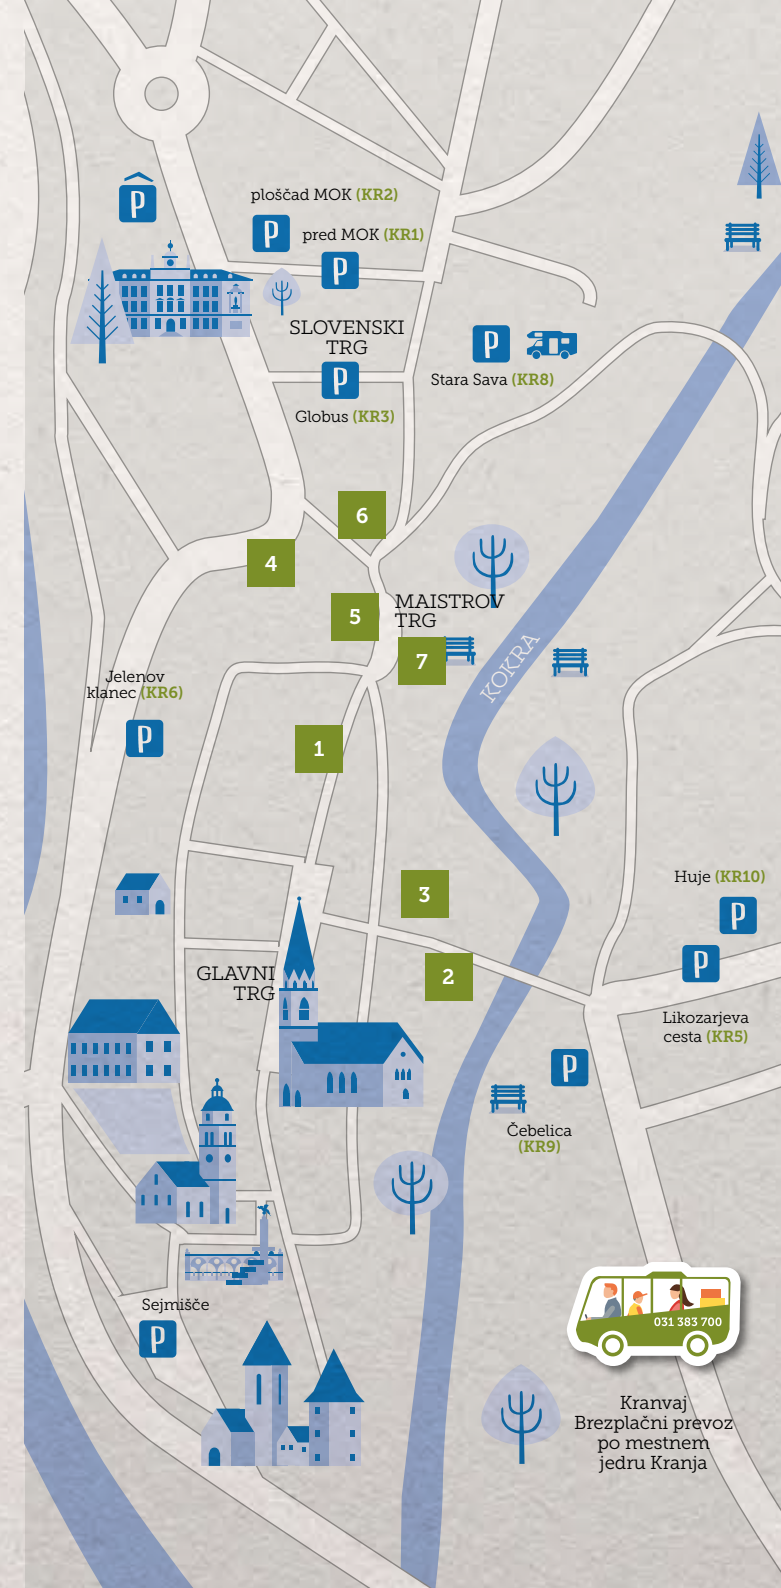 P
ploščad MOK (KR2)
P
pred MOK (KR1)
P
SLOVENSKI
TRG
P
Globus (KR3)
P
Stara Sava (KR8)
6
4
5
MAISTROV
TRG
7
KOKRA
Jelenov
klanec (KR6)
P
1
3
Huje (KR10)
P
P
Likozarjeva
cesta (KR5)
2
GLAVNI
TRG
P
Čebelica
(KR9)
Sejmišče
P
031 383 700
Kranvaj
Brezplačni prevoz
po mestnem
jedru Kranja